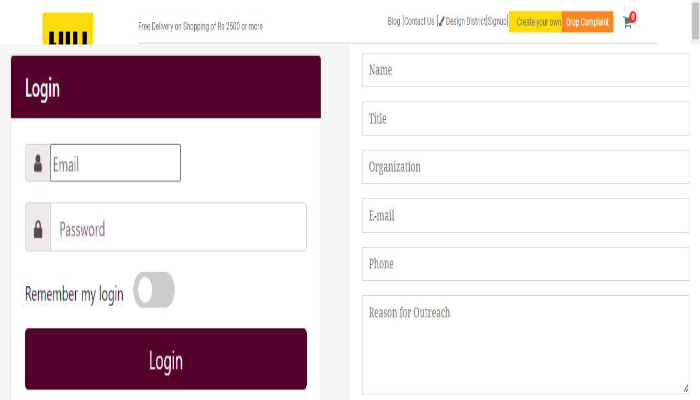 Free Delivery on Shopping of Rs 2500 or more
Blog |Contact Us | Design District|Signup| Create your own Drop Complaint 0
Login
Email
Password
Remember my login
Login
Name
Title
Organization
E-mail
Phone
Reason for Outreach